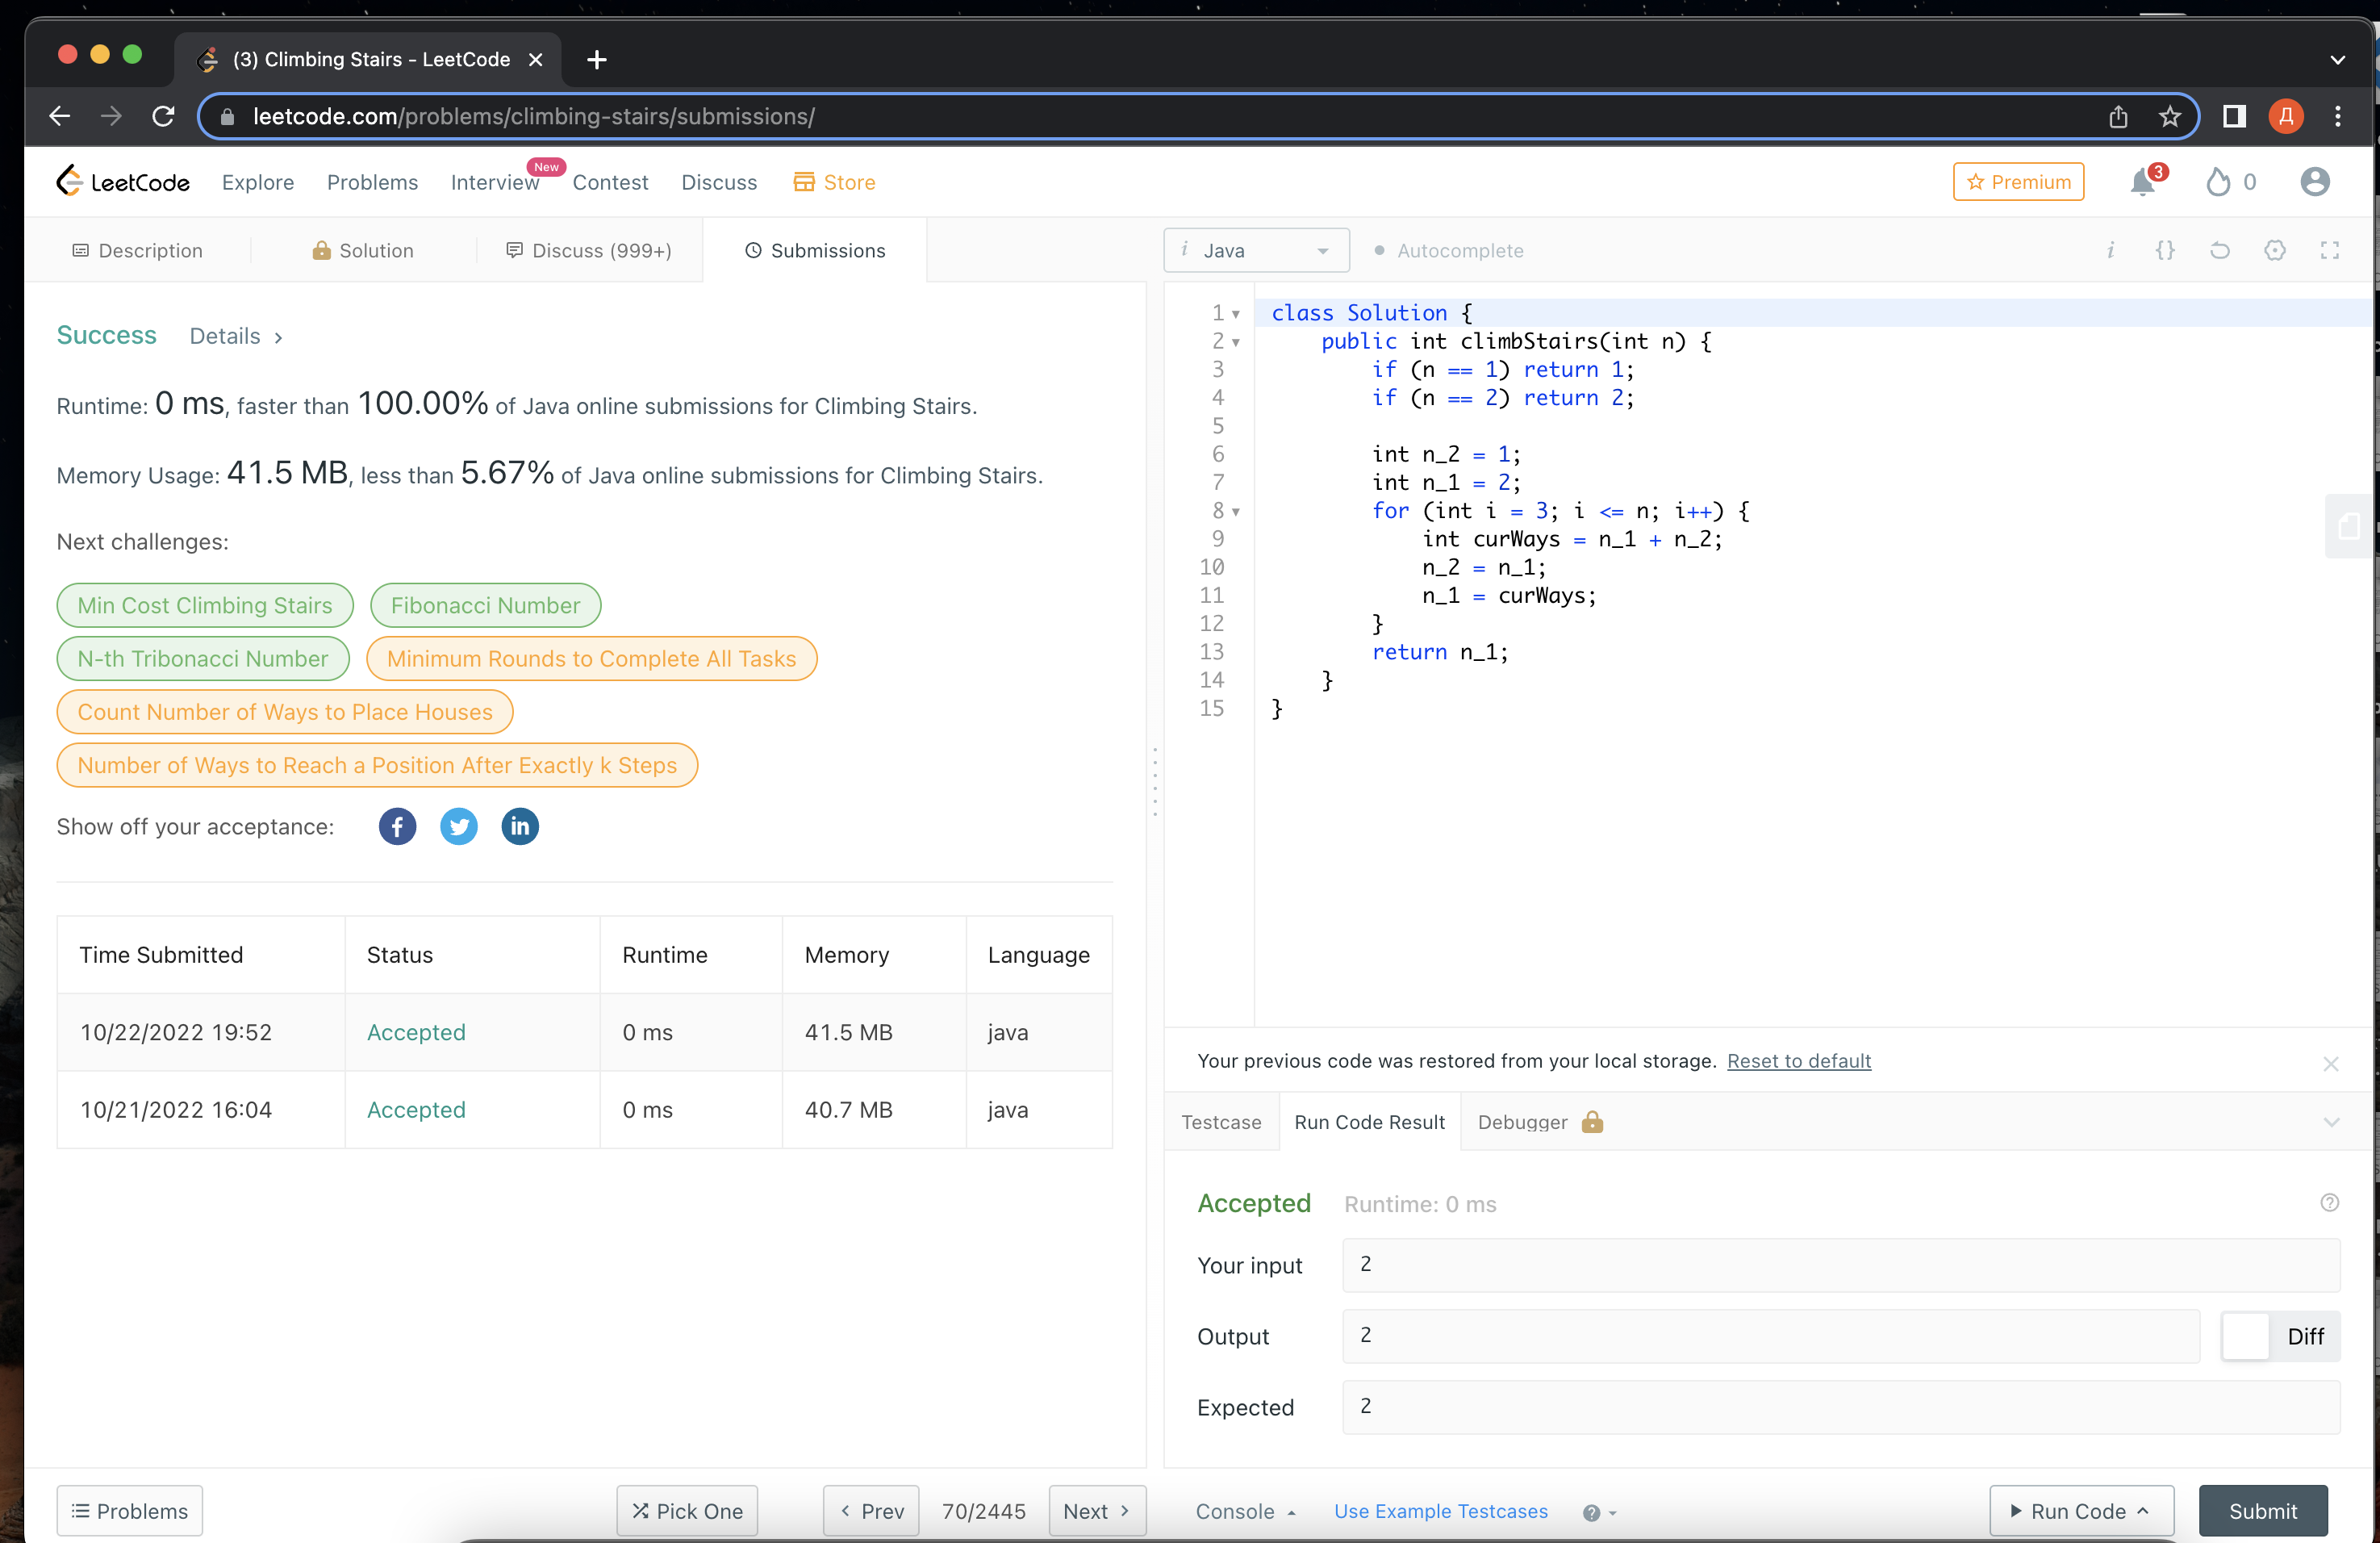 (3) Climbing Stairs - LeetCode
leetcode.com/problems/climbing-stairs/submissions/
Д
LeetCode Explore Problems Interview New Contest Discuss Store Premium 3 0
Description Solution Discuss (999+) Submissions
i Java Autocomplete i {}
Success Details
Runtime: 0 ms, faster than 100.00% of Java online submissions for Climbing Stairs.
Memory Usage: 41.5 MB, less than 5.67% of Java online submissions for Climbing Stairs.
Next challenges:
Min Cost Climbing Stairs Fibonacci Number
N-th Tribonacci Number Minimum Rounds to Complete All Tasks
Count Number of Ways to Place Houses
Number of Ways to Reach a Position After Exactly k Steps
Show off your acceptance: f in
Time Submitted Status Runtime Memory Language
10/22/2022 19:52 Accepted 0 ms 41.5 MB java
10/21/2022 16:04 Accepted 0 ms 40.7 MB java
1 class Solution {
2 public int climbStairs(int n) {
3 if (n == 1) return 1;
4 if (n == 2) return 2;
5
6 int n_2 = 1;
7 int n_1 = 2;
8 for (int i = 3; i <= n; i++) {
9 int curWays = n_1 + n_2;
10 n_2 = n_1;
11 n_1 = curWays;
12 }
13 return n_1;
14 }
15 }
Your previous code was restored from your local storage. Reset to default
Testcase Run Code Result Debugger
Accepted Runtime: 0 ms ?
Your input 2
Output 2 Diff
Expected 2
Problems Pick One Prev 70/2445 Next Console Use Example Testcases ? Run Code Submit